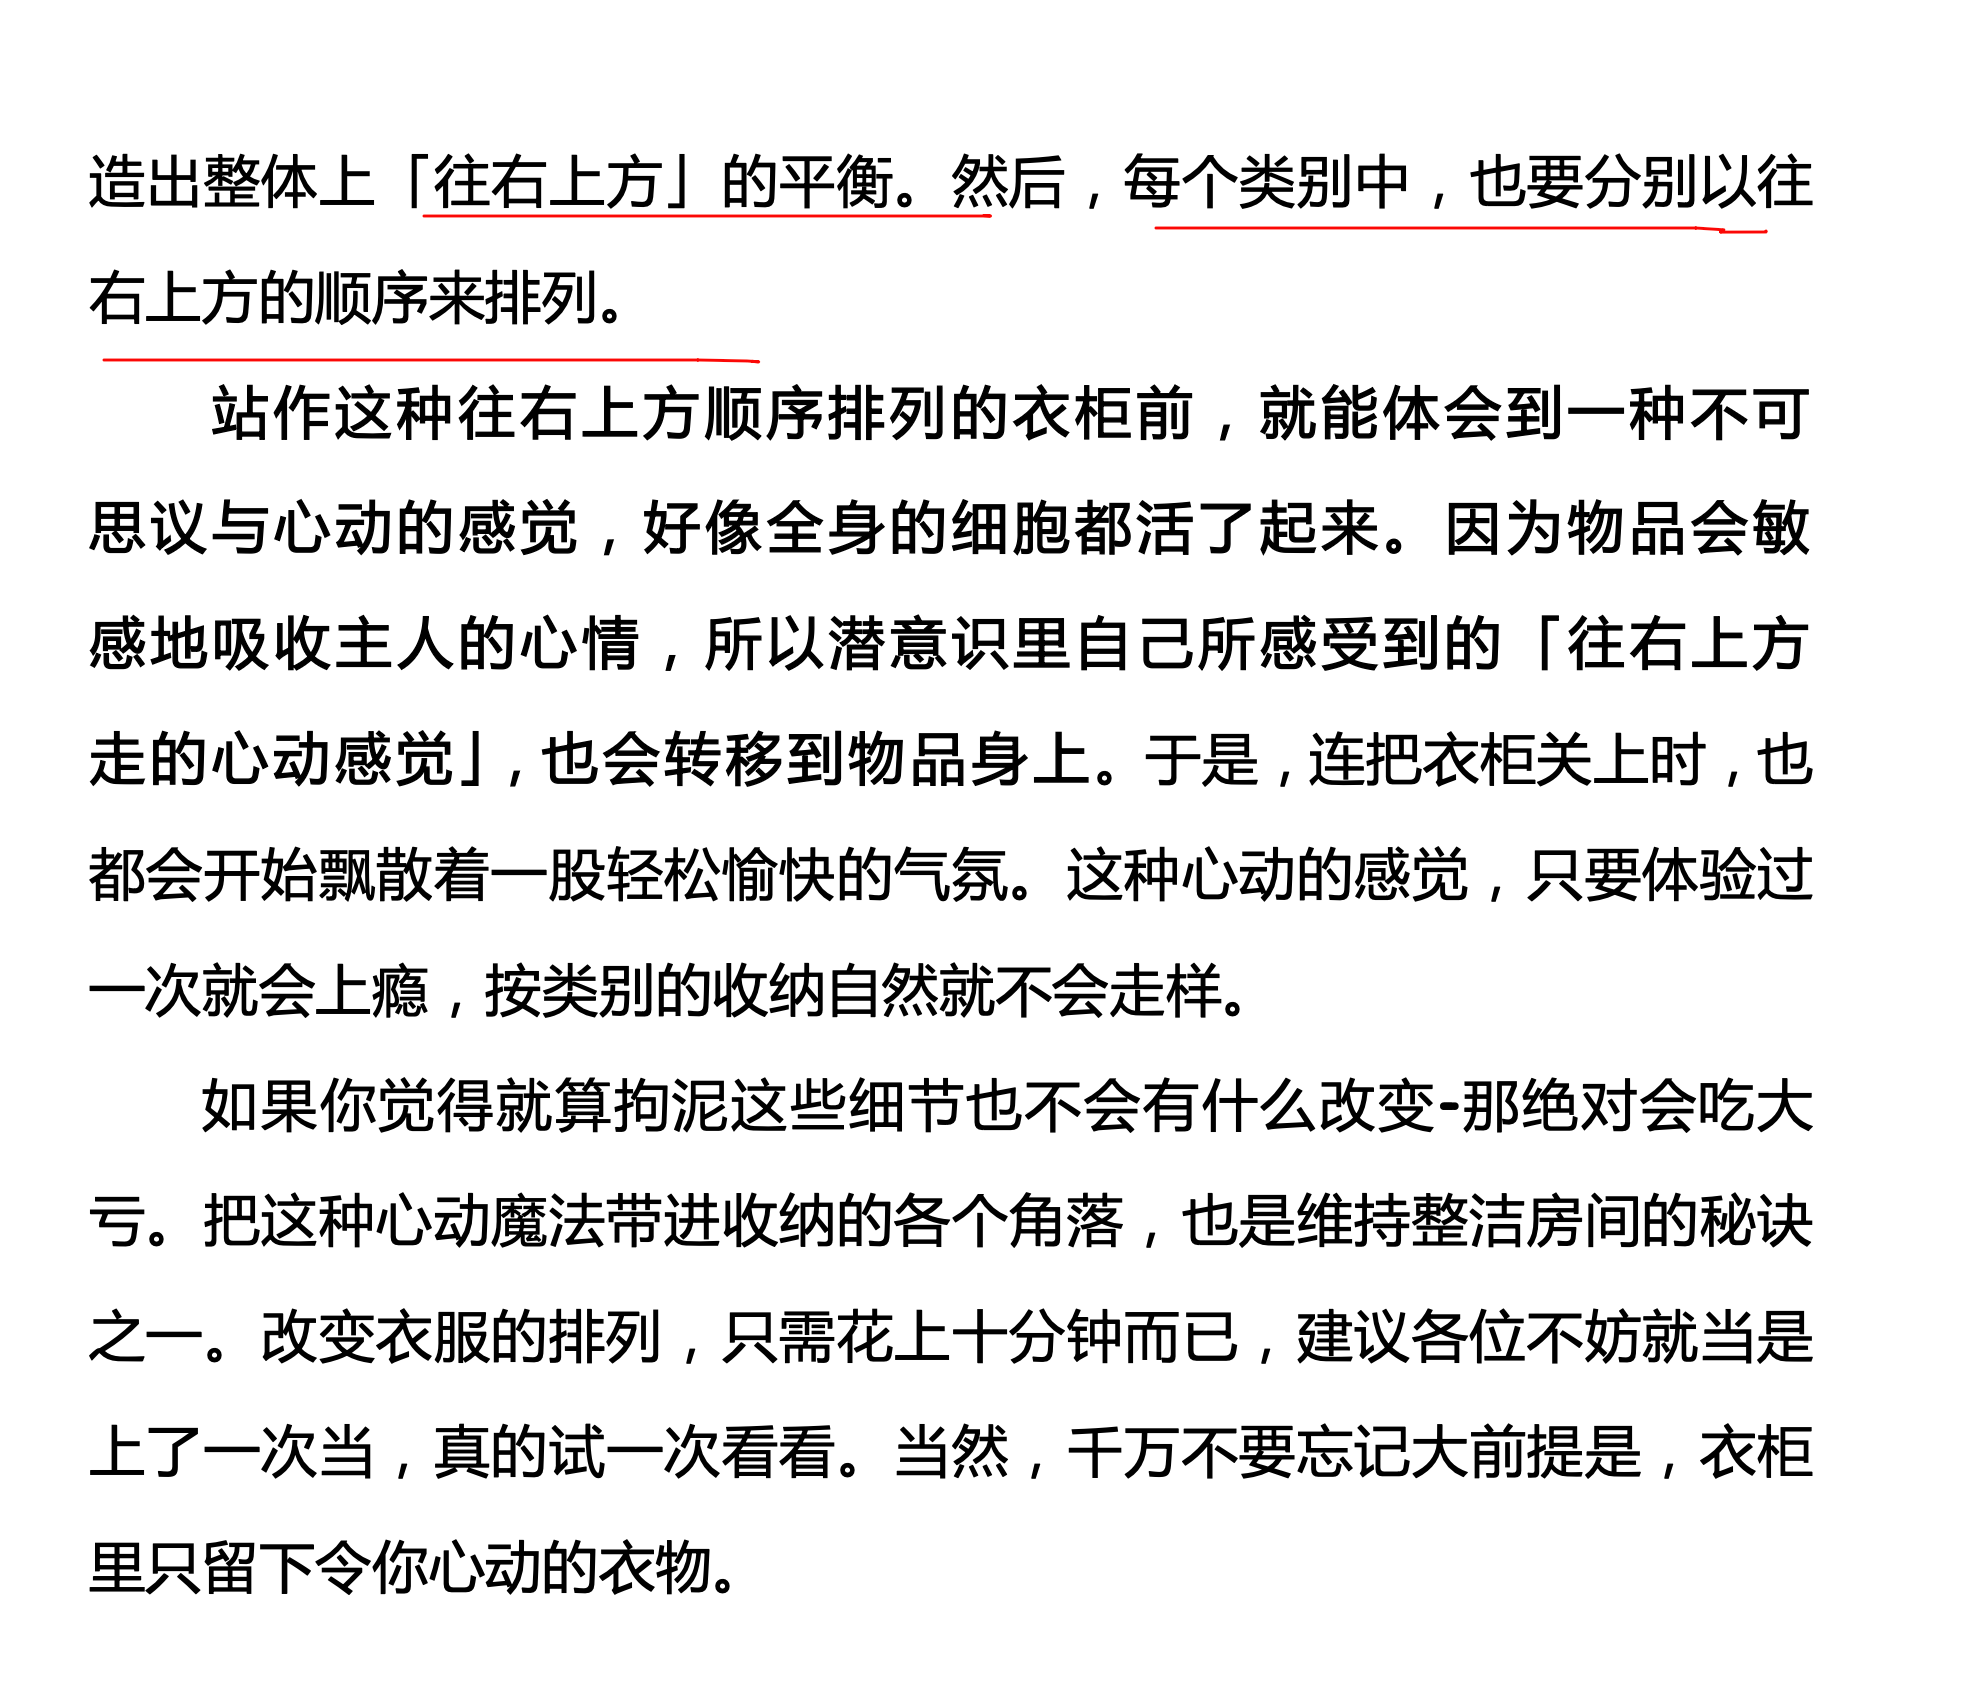 造出整体上「往右上方」的平衡。然后，每个类别中，也要分别以往
右上方的顺序来排列。
站作这种往右上方顺序排列的衣柜前，就能体会到一种不可
思议与心动的感觉，好像全身的细胞都活了起来。因为物品会敏
感地吸收主人的心情，所以潜意识里自己所感受到的「往右上方
走的心动感觉」，也会转移到物品身上。于是，连把衣柜关上时，也
都会开始飘散着一股轻松愉快的气氛。这种心动的感觉，只要体验过
一次就会上瘾，按类别的收纳自然就不会走样。
如果你觉得就算拘泥这些细节也不会有什么改变-那绝对会吃大
亏。把这种心动魔法带进收纳的各个角落，也是维持整洁房间的秘诀
之一。改变衣服的排列，只需花上十分钟而已，建议各位不妨就当是
上了一次当，真的试一次看看。当然，千万不要忘记大前提是，衣柜
里只留下令你心动的衣物。